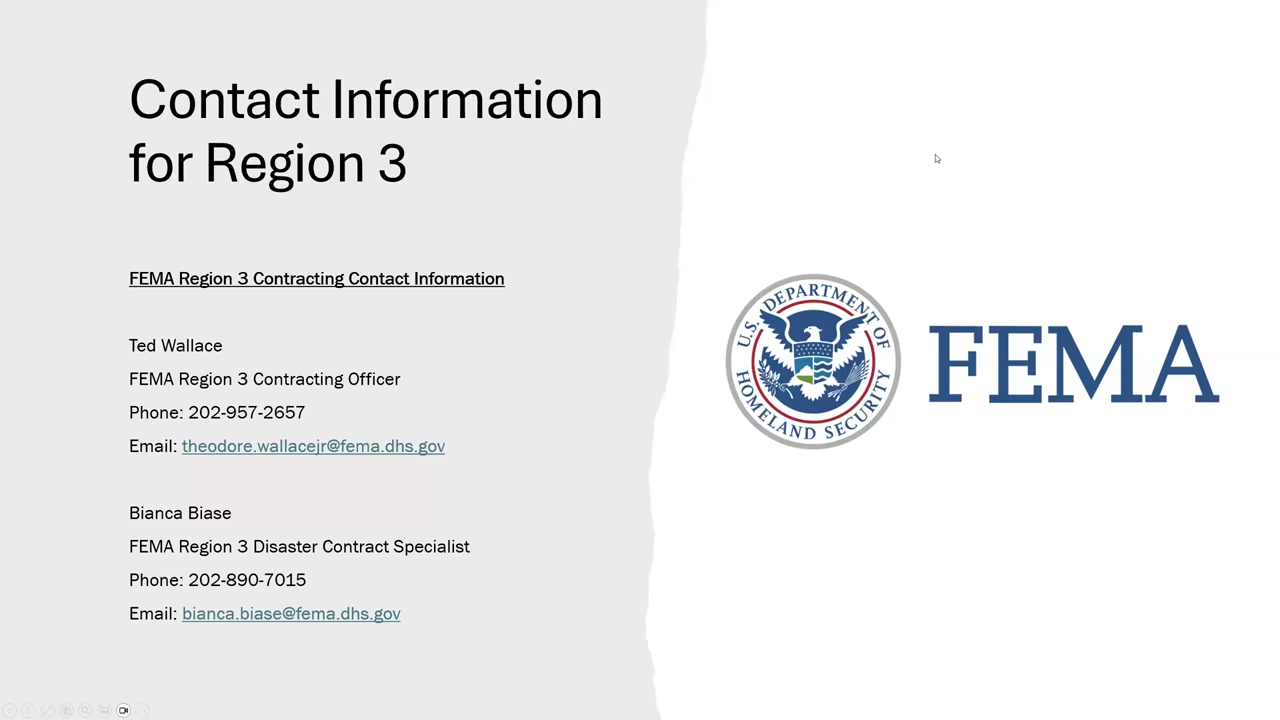 Contact Information
for Region 3
FEMA Region 3 Contracting Contact Information
Ted Wallace
FEMA Region 3 Contracting Officer
Phone: 202-957-2657
Email: theodore.wallacejr@fema.dhs.gov
Bianca Biase
FEMA Region 3 Disaster Contract Specialist
Phone: 202-890-7015
Email: bianca.biase@fema.dhs.gov
U.S. DEPARTMENT OF
HOMELAND SECURITY
FEMA